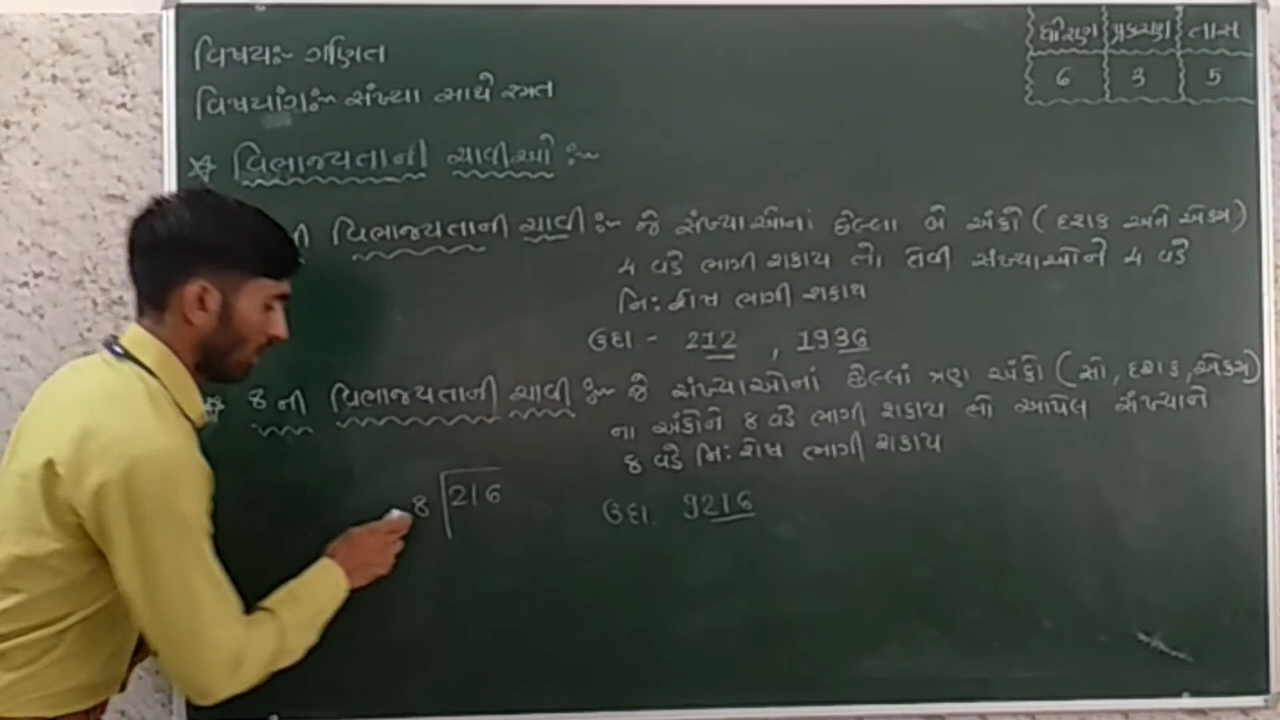 વિષયઃ- ગણિત
વિષયાંગઃ- સંખ્યા સાથે રમત
ધોરણ પ્રકરણ તાસ
6 3 5
* વિભાજ્યતાની ચાવીઓ :-
ની વિભાજ્યતાની ચાવી :- જે સંખ્યાઓનાં છેલ્લા બે અંકો ( દશક અને એકમ )
4 વડે ભાગી શકાય તો, તેવી સંખ્યાઓને 4 વડે
નિઃશેષ ભાગી શકાય
ઉદા - 212 , 1936
* 8 ની વિભાજ્યતાની ચાવી :- જે સંખ્યાઓનાં છેલ્લાં ત્રણ અંકો ( સો, દશક, એકમ )
ના અંકોને 8 વડે ભાગી શકાય તો આપેલ સંખ્યાને
8 વડે નિઃશેષ ભાગી શકાય
8 216
ઉદા. 9216